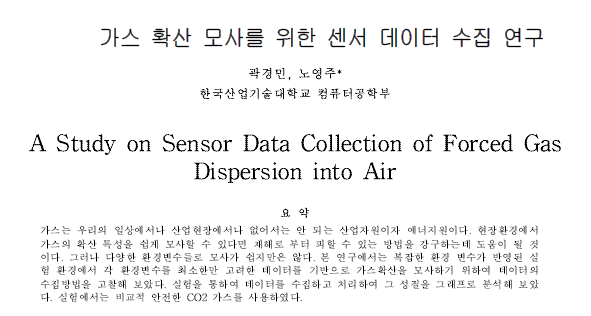 가스 확산 모사를 위한 센서 데이터 수집 연구
곽경민, 노영주*
한국산업기술대학교 컴퓨터공학부
A Study on Sensor Data Collection of Forced Gas
Dispersion into Air
요 약
가스는 우리의 일상에서나 산업현장에서나 없어서는 안 되는 산업자원이자 에너지원이다. 현장환경에서
가스의 확산 특성을 쉽게 모사할 수 있다면 재해로 부터 피할 수 있는 방법을 강구하는데 도움이 될 것
이다. 그러나 다양한 환경변수들로 모사가 쉽지만은 않다. 본 연구에서는 복잡한 환경 변수가 반영된 실
험 환경에서 각 환경변수를 최소한만 고려한 데이터를 기반으로 가스확산을 모사하기 위하여 데이터의
수집방법을 고찰해 보았다. 실험을 통하여 데이터를 수집하고 처리하여 그 성질을 그래프로 분석해 보았
다. 실험에서는 비교적 안전한 CO2 가스를 사용하였다.